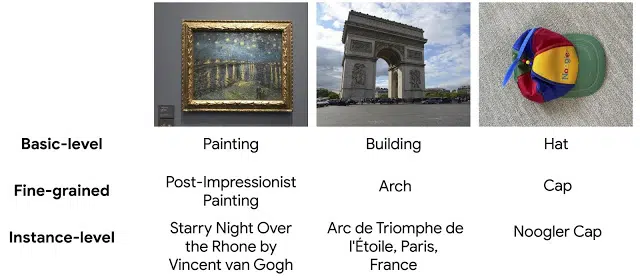 Basic-level Painting Building Hat
Fine-grained Post-Impressionist Painting Arch Cap
Instance-level Starry Night Over the Rhone by Vincent van Gogh Arc de Triomphe de l'Étoile, Paris, France Noogler Cap